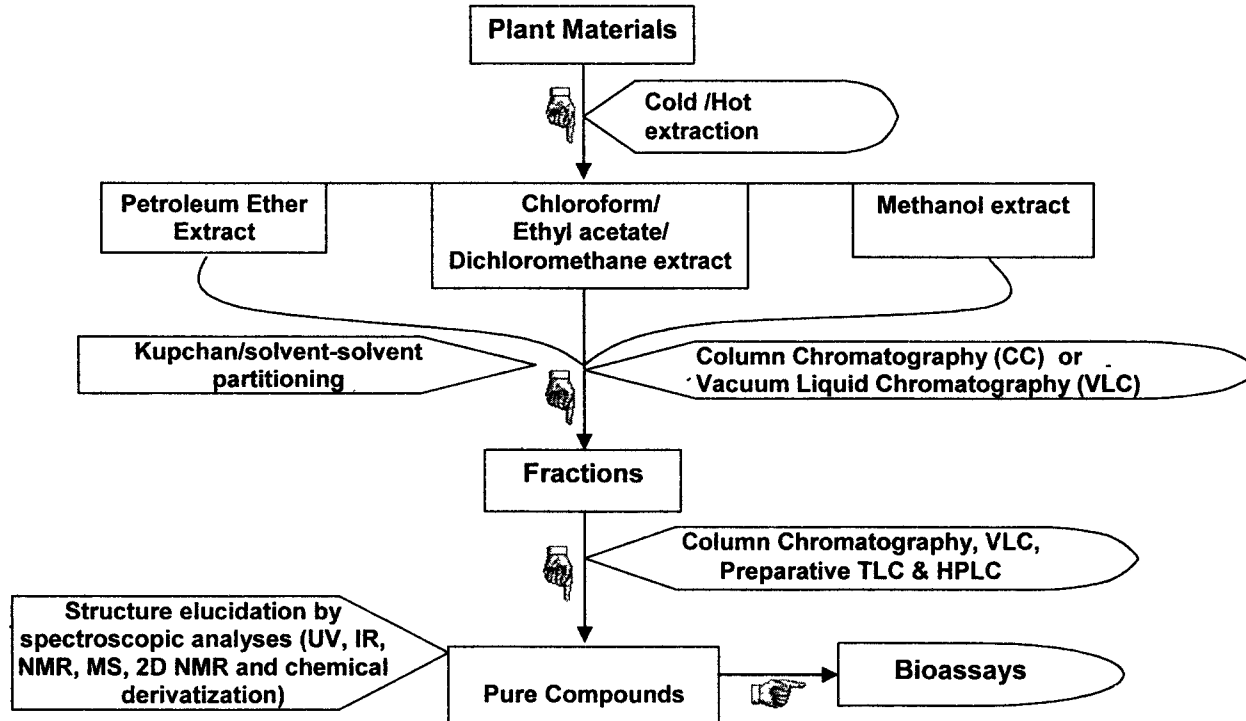 Plant Materials
Cold /Hot
extraction
Petroleum Ether
Extract
Chloroform/
Ethyl acetate/
Dichloromethane extract
Methanol extract
Kupchan/solvent-solvent
partitioning
Column Chromatography (CC) or
Vacuum Liquid Chromatography (VLC)
Fractions
Column Chromatography, VLC,
Preparative TLC & HPLC
Structure elucidation by
spectroscopic analyses (UV, IR,
NMR, MS, 2D NMR and chemical
derivatization)
Pure Compounds
Bioassays